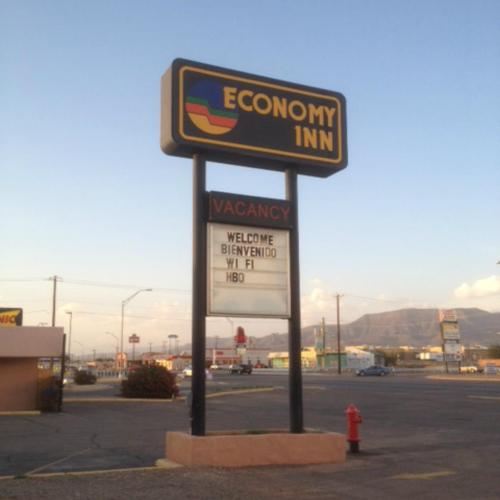 ECONOMY
INN
VACANCY
WELCOME
BIENVENIDO
WI FI
HBO